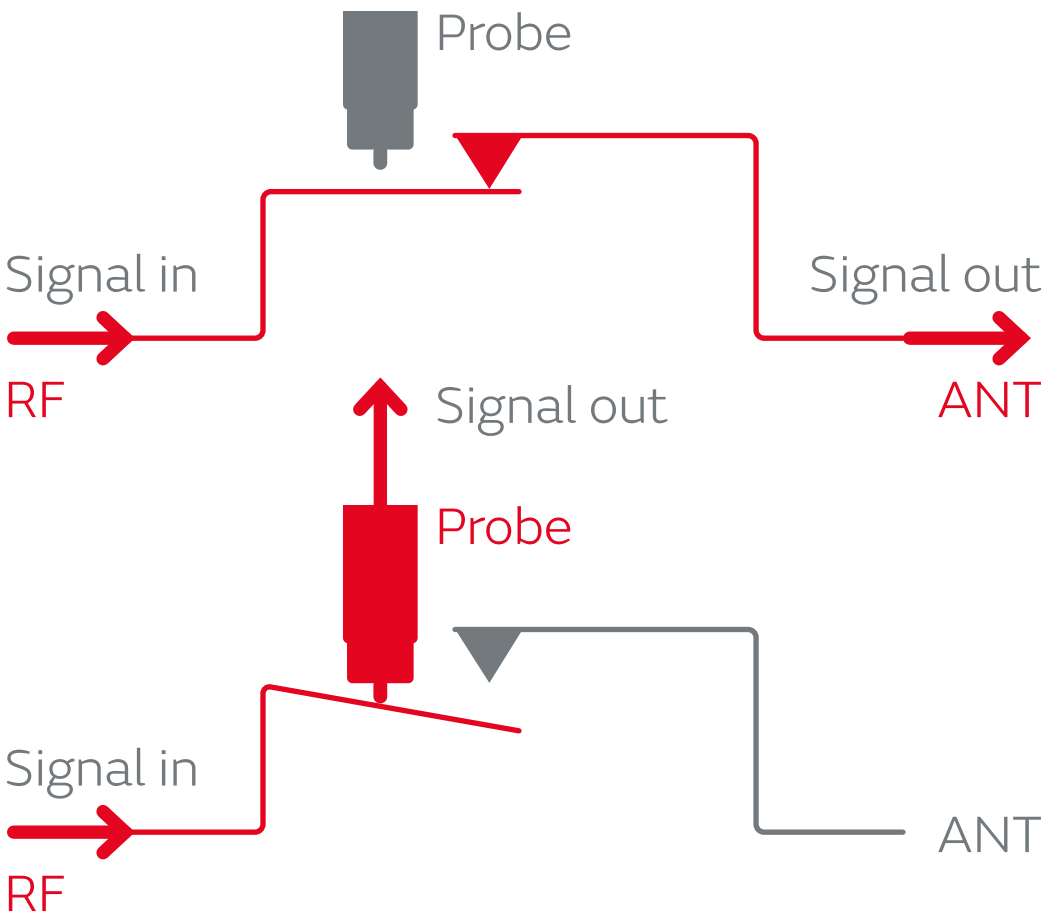 Probe
Signal in
Signal out
RF
ANT
Signal out
Probe
Signal in
ANT
RF